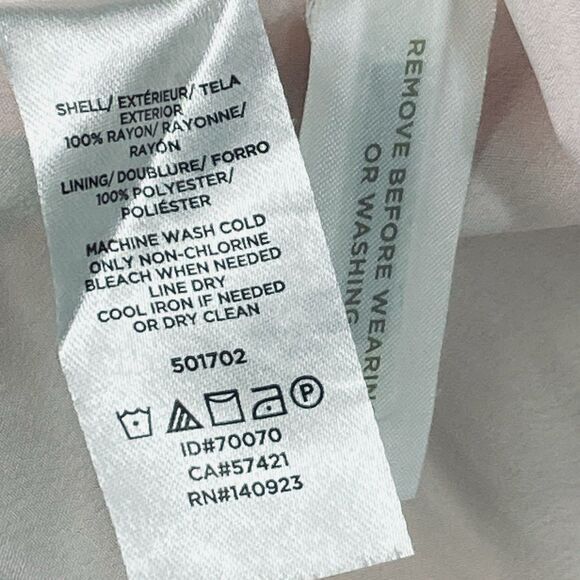 SHELL/ EXTÉRIEUR/ TELA
EXTERIOR
100% RAYON/ RAYONNE/
RAYÓN
LINING/ DOUBLURE/ FORRO
100% POLYESTER/
POLIÉSTER
MACHINE WASH COLD
ONLY NON-CHLORINE
BLEACH WHEN NEEDED
LINE DRY
COOL IRON IF NEEDED
OR DRY CLEAN
501702
P
ID#70070
CA#57421
RN#140923
REMOVE BEFORE WEARIN
OR WASHING